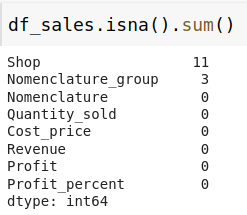 df_sales.isna().sum()
Shop 11
Nomenclature_group 3
Nomenclature 0
Quantity_sold 0
Cost_price 0
Revenue 0
Profit 0
Profit_percent 0
dtype: int64